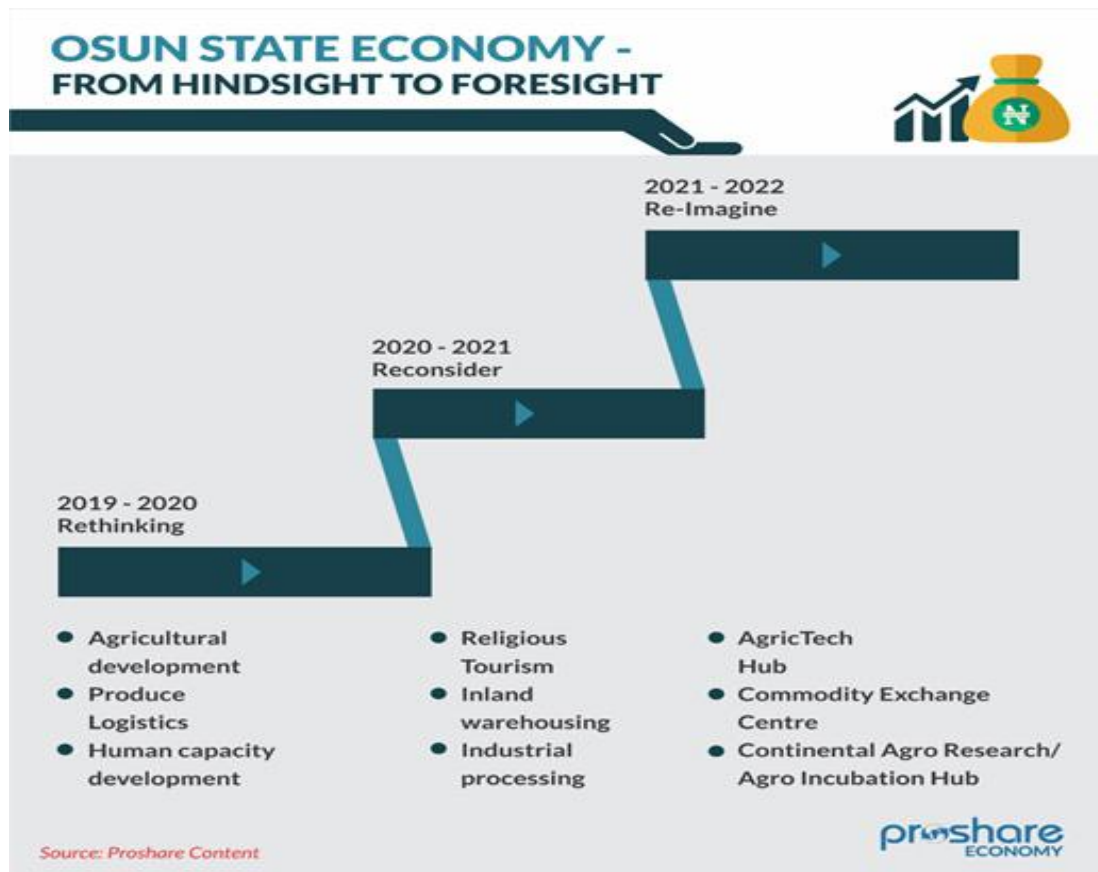 OSUN STATE ECONOMY -
FROM HINDSIGHT TO FORESIGHT
₦
2021 - 2022
Re-Imagine
2020 - 2021
Reconsider
2019 - 2020
Rethinking
Agricultural
development
Produce
Logistics
Human capacity
development
Religious
Tourism
Inland
warehousing
Industrial
processing
AgricTech
Hub
Commodity Exchange
Centre
Continental Agro Research/
Agro Incubation Hub
Source: Proshare Content
proshare
ECONOMY